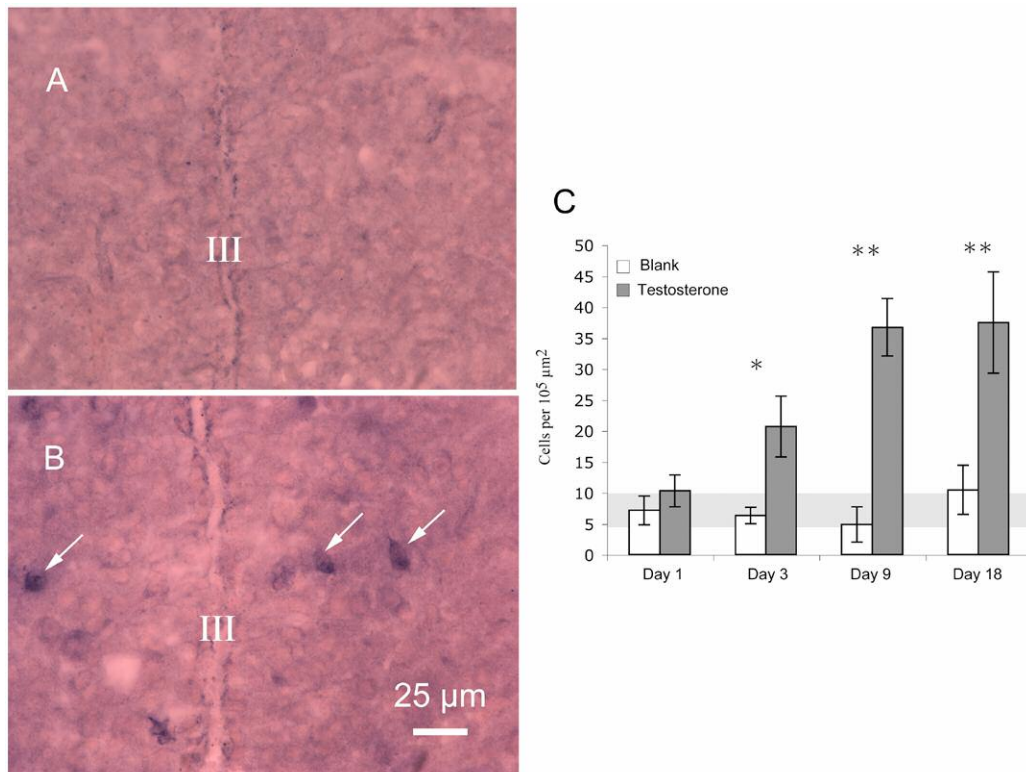 A
III
B
III
25 µm
C
Cells per 10⁵ µm²
50
45
40
35
30
25
20
15
10
5
0
Blank
Testosterone
*
**
**
Day 1 Day 3 Day 9 Day 18